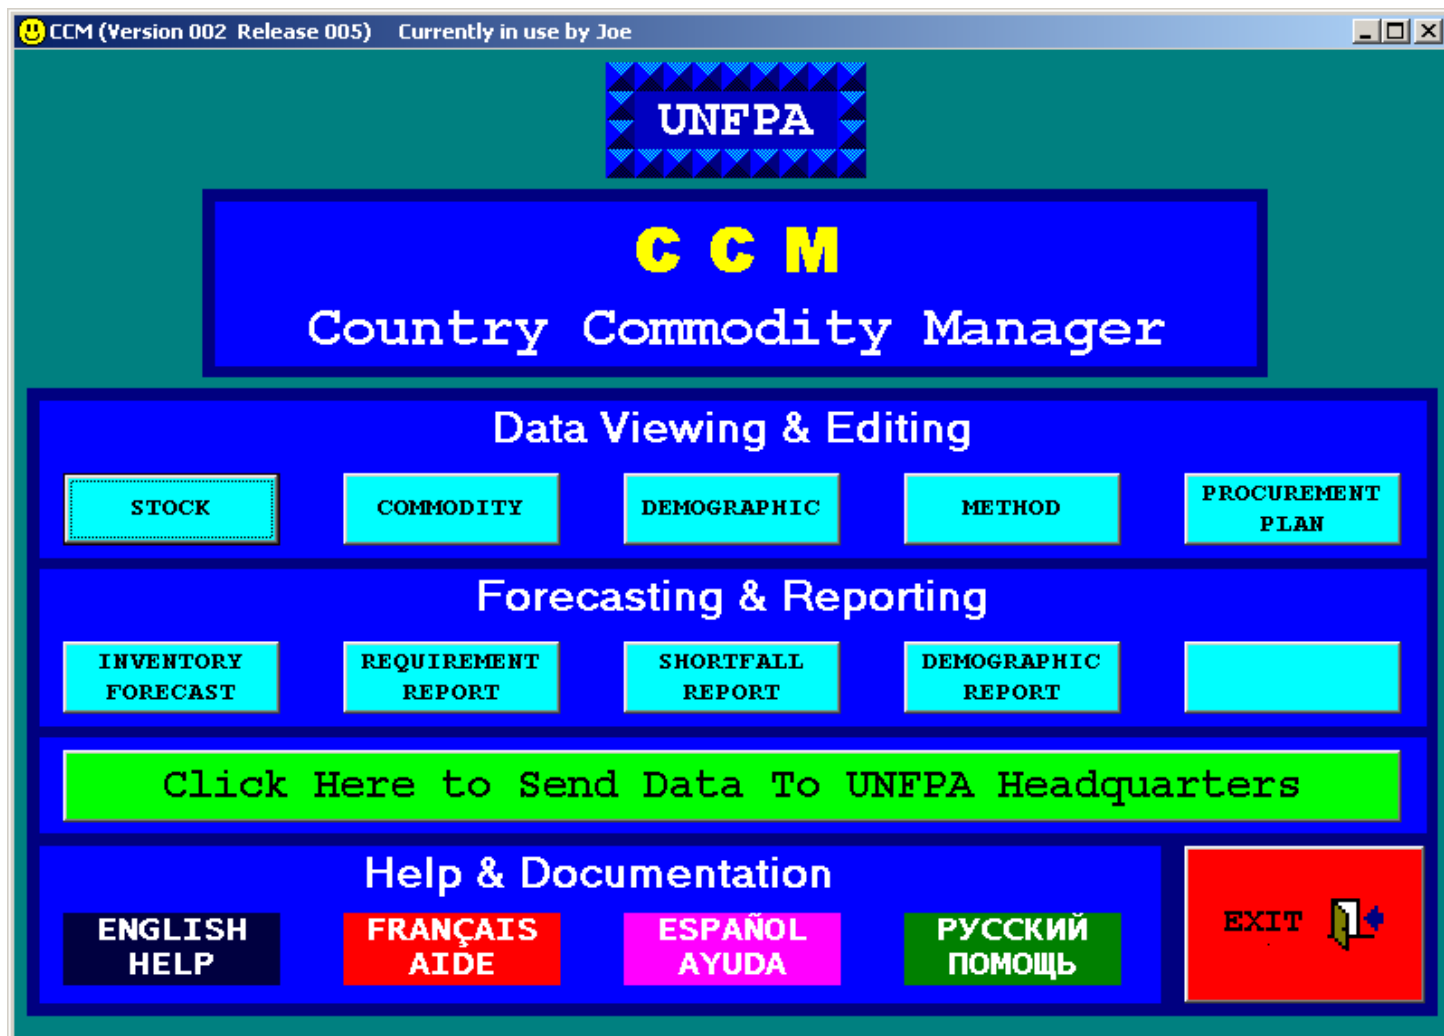 CCM (Version 002 Release 005) Currently in use by Joe
UNFPA
C C M
Country Commodity Manager
Data Viewing & Editing
STOCK
COMMODITY
DEMOGRAPHIC
METHOD
PROCUREMENT
PLAN
Forecasting & Reporting
INVENTORY
FORECAST
REQUIREMENT
REPORT
SHORTFALL
REPORT
DEMOGRAPHIC
REPORT
Click Here to Send Data To UNFPA Headquarters
Help & Documentation
ENGLISH
HELP
FRANÇAIS
AIDE
ESPAÑOL
AYUDA
РУССКИЙ
ПОМОЩЬ
EXIT